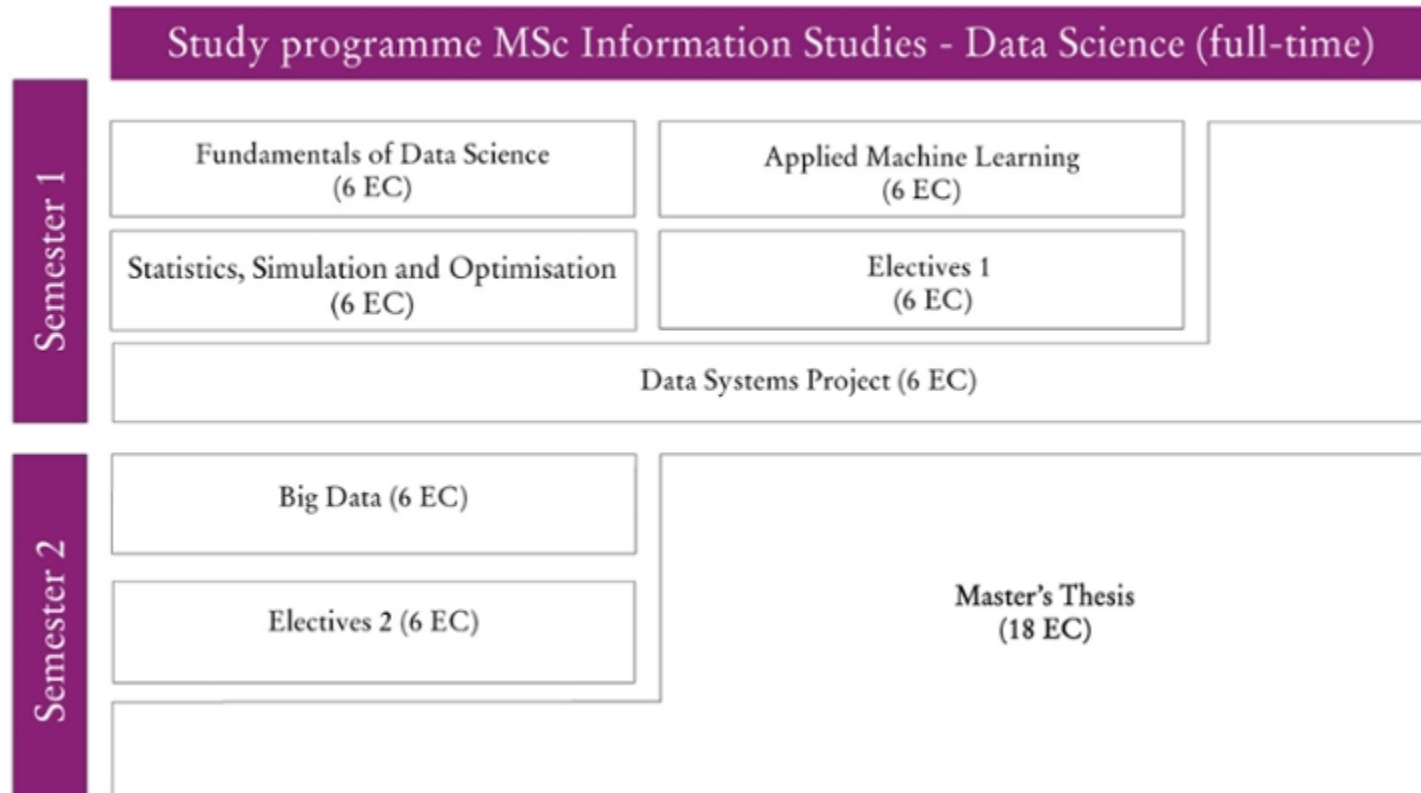 Study programme MSc Information Studies - Data Science (full-time)
Semester 1
Fundamentals of Data Science
(6 EC)
Applied Machine Learning
(6 EC)
Statistics, Simulation and Optimisation
(6 EC)
Electives 1
(6 EC)
Data Systems Project (6 EC)
Semester 2
Big Data (6 EC)
Electives 2 (6 EC)
Master's Thesis
(18 EC)